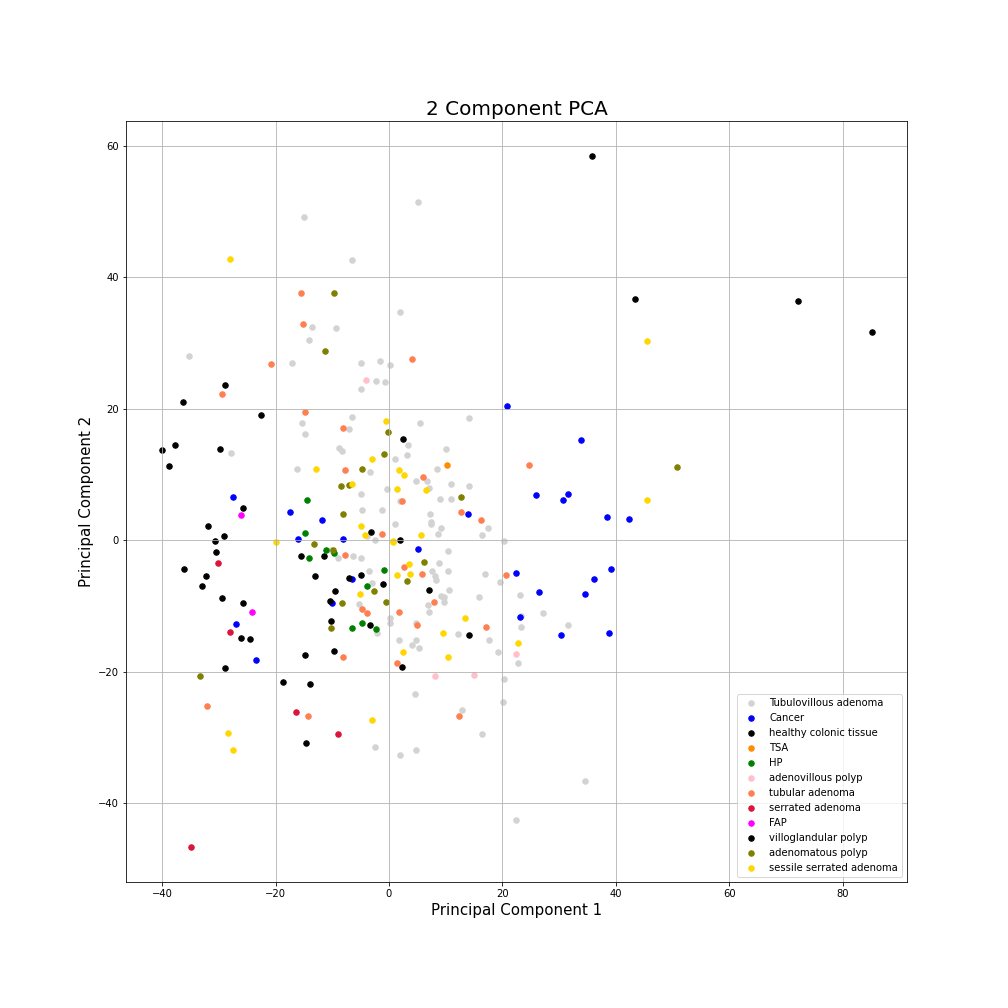 2 Component PCA
60
40
20
0
−20
−40
Principal Component 2
−40
−20
0
20
40
60
80
Principal Component 1
Tubulovillous adenoma
Cancer
healthy colonic tissue
TSA
HP
adenovillous polyp
tubular adenoma
serrated adenoma
FAP
villoglandular polyp
adenomatous polyp
sessile serrated adenoma